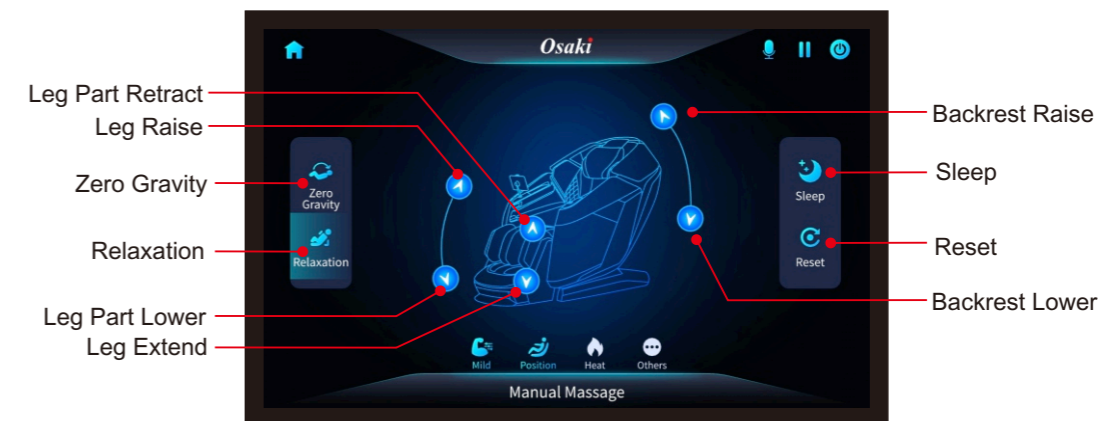 Osaki
Leg Part Retract
Leg Raise
Zero Gravity
Relaxation
Leg Part Lower
Leg Extend
Zero
Gravity
Relaxation
Backrest Raise
Sleep
Reset
Backrest Lower
Sleep
Reset
Mild
Position
Heat
Others
Manual Massage